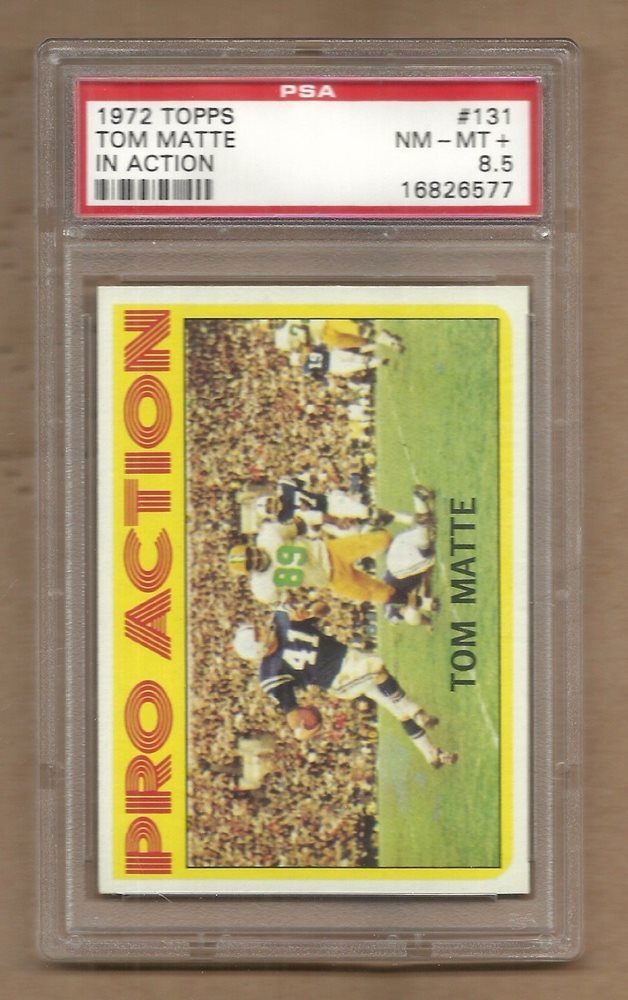 PSA
1972 TOPPS #131
TOM MATTE NM - MT +
IN ACTION 8.5
16826577
PRO ACTION
TOM MATTE
41
89
19